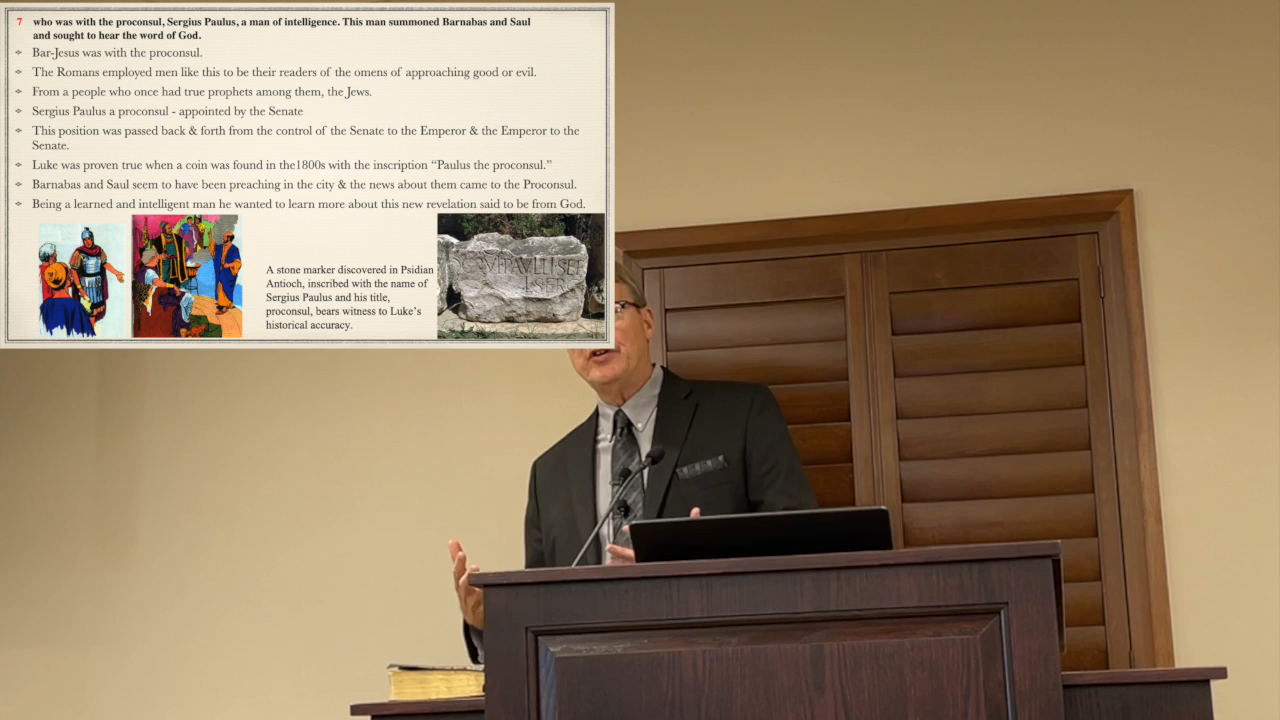 7 who was with the proconsul, Sergius Paulus, a man of intelligence. This man summoned Barnabas and Saul
and sought to hear the word of God.
Bar-Jesus was with the proconsul.
The Romans employed men like this to be their readers of the omens of approaching good or evil.
From a people who once had true prophets among them, the Jews.
Sergius Paulus a proconsul - appointed by the Senate
This position was passed back & forth from the control of the Senate to the Emperor & the Emperor to the
Senate.
Luke was proven true when a coin was found in the1800s with the inscription “Paulus the proconsul.”
Barnabas and Saul seem to have been preaching in the city & the news about them came to the Proconsul.
Being a learned and intelligent man he wanted to learn more about this new revelation said to be from God.
A stone marker discovered in Psidian
Antioch, inscribed with the name of
Sergius Paulus and his title,
proconsul, bears witness to Luke’s
historical accuracy.